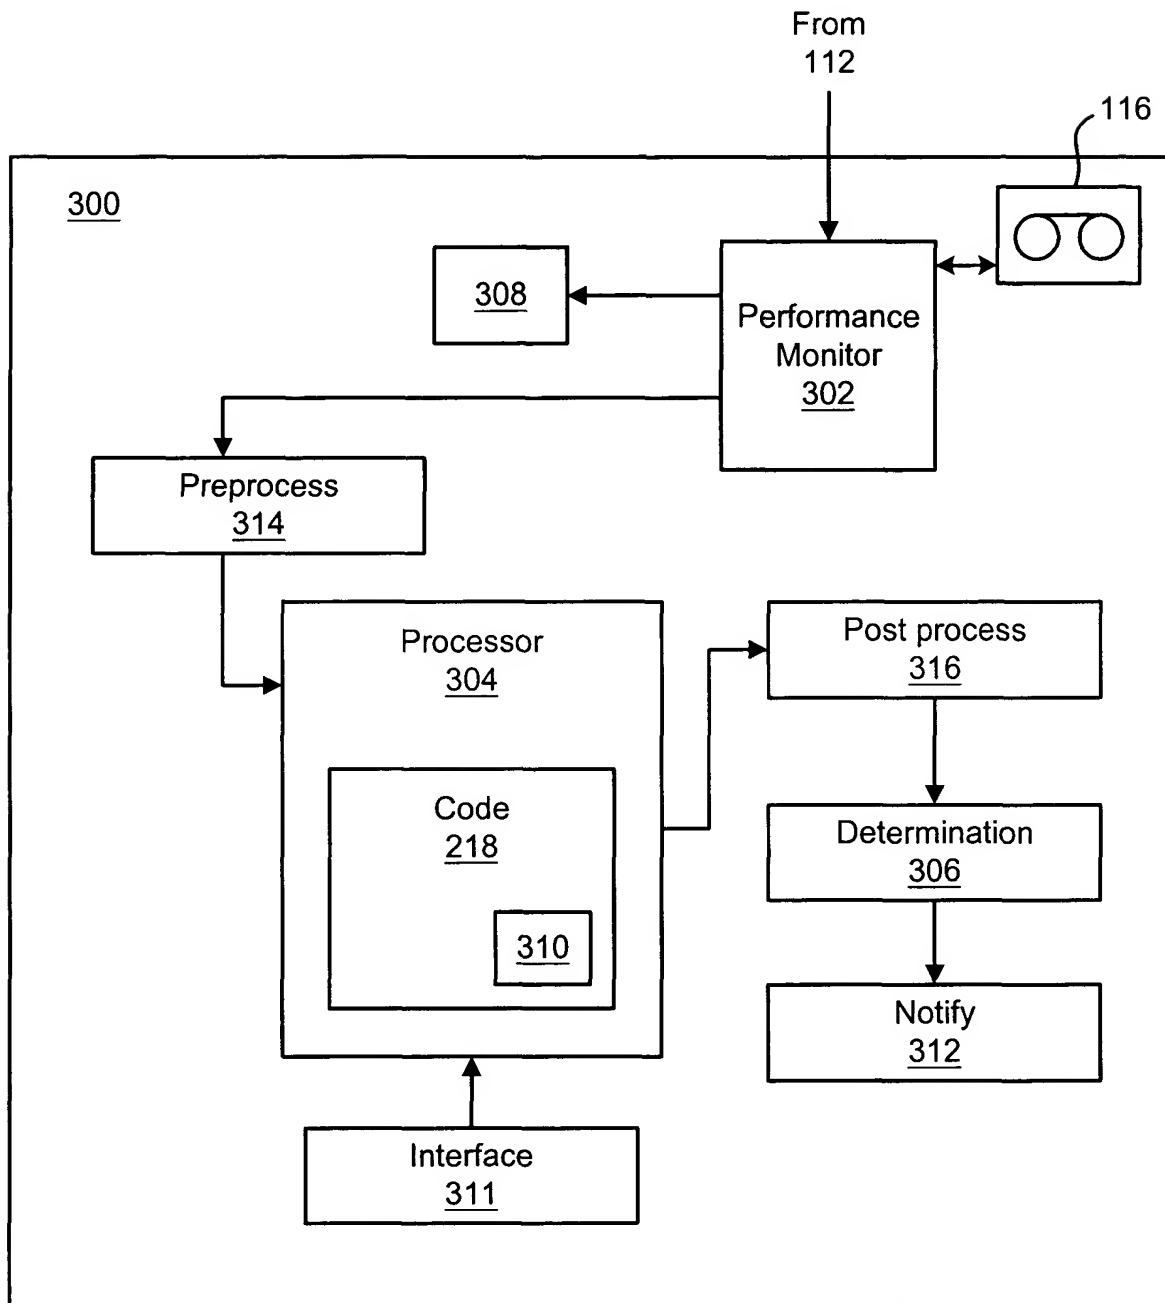 From
112
116
300
308
Performance
Monitor
302
Preprocess
314
Processor
304
Post process
316
Code
218
Determination
306
310
Notify
312
Interface
311